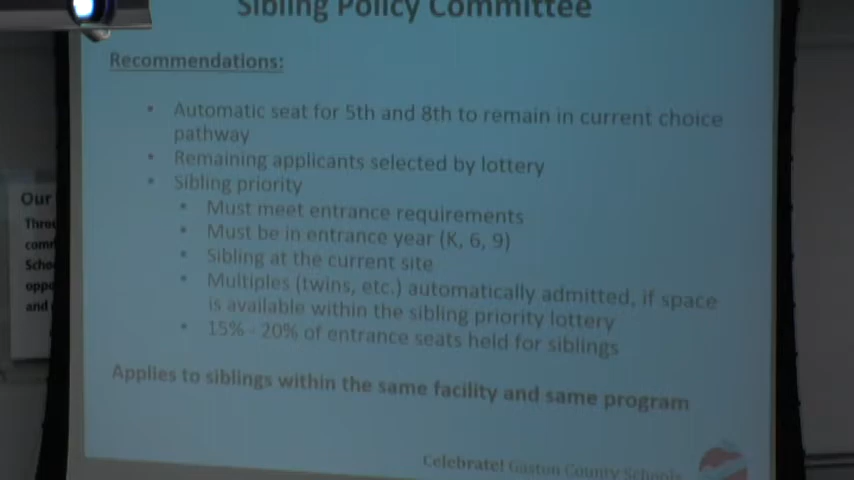 Sibling Policy Committee
Recommendations:
• Automatic seat for 5th and 8th to remain in current choice
pathway
• Remaining applicants selected by lottery
• Sibling priority
• Must meet entrance requirements
• Must be in entrance year (K, 6, 9)
• Sibling at the current site
• Multiples (twins, etc.) automatically admitted, if space
is available within the sibling priority lottery
• 15% - 20% of entrance seats held for siblings
Applies to siblings within the same facility and same program
Celebrate! Gaston County Schools
Our
and